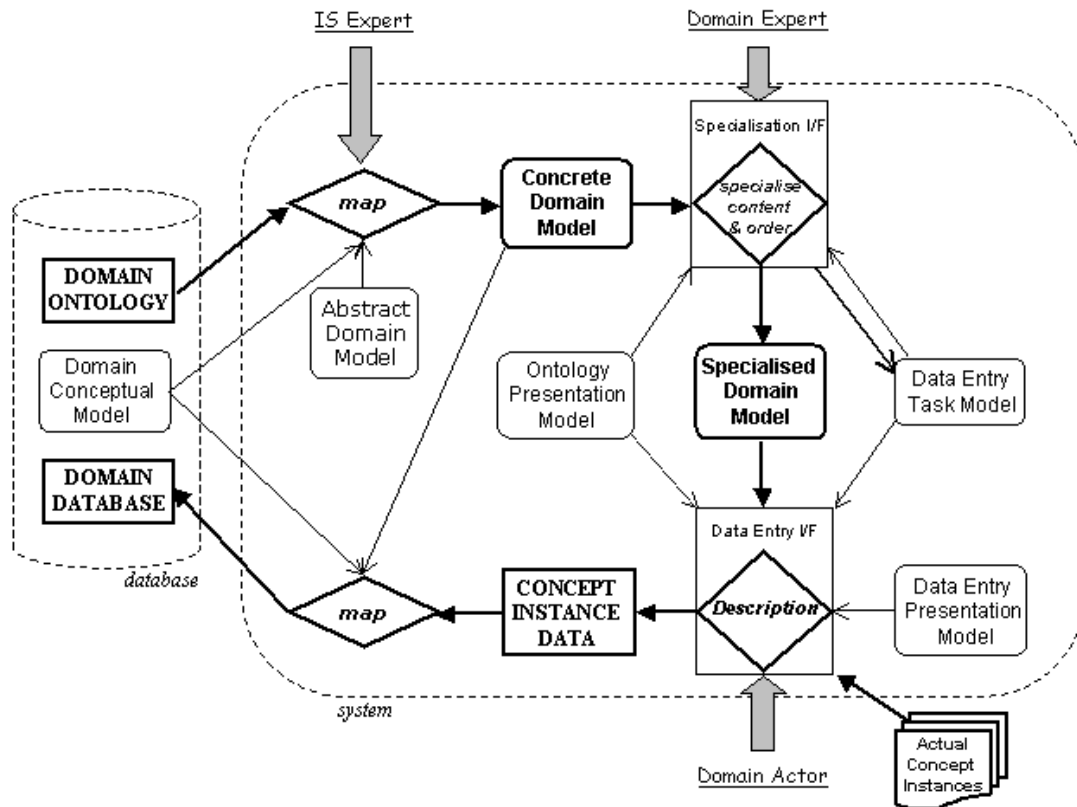 IS Expert
Domain Expert
Specialisation I/F
specialise
content
& order
map
Concrete
Domain
Model
DOMAIN
ONTOLOGY
Abstract
Domain
Model
Domain
Conceptual
Model
Ontology
Presentation
Model
Specialised
Domain
Model
Data Entry
Task Model
DOMAIN
DATABASE
database
Data Entry I/F
Description
map
CONCEPT
INSTANCE
DATA
Data Entry
Presentation
Model
system
Domain Actor
Actual
Concept
Instances